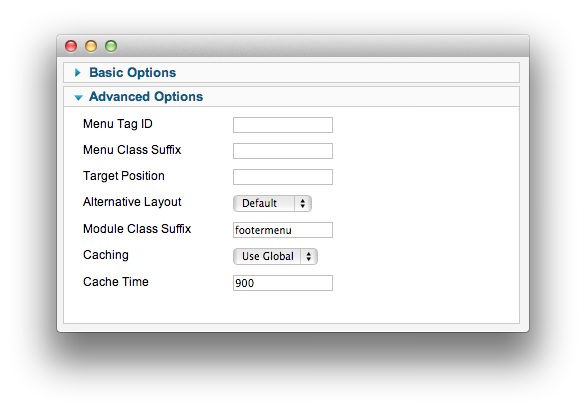 Basic Options
Advanced Options
Menu Tag ID
Menu Class Suffix
Target Position
Alternative Layout Default
Module Class Suffix footermenu
Caching Use Global
Cache Time 900